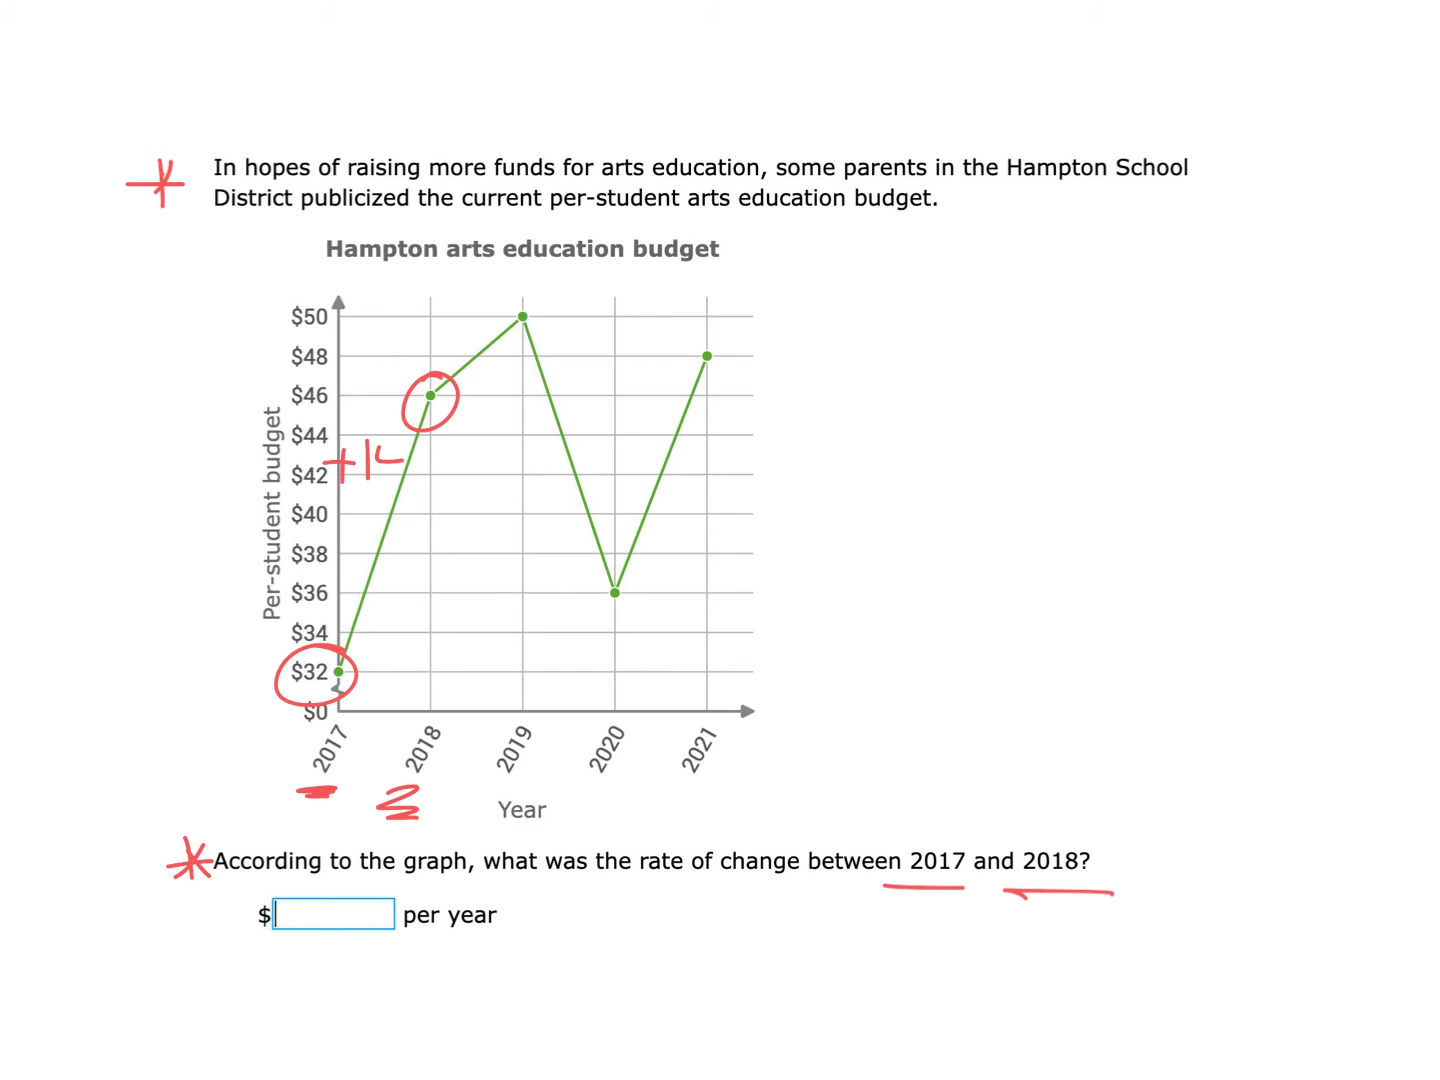 In hopes of raising more funds for arts education, some parents in the Hampton School
District publicized the current per-student arts education budget.
Hampton arts education budget
$50
$48
$46
$44
$42
$40
$38
$36
$34
$32
$0
Per-student budget
2017 2018 2019 2020 2021
Year
According to the graph, what was the rate of change between 2017 and 2018?
$ per year